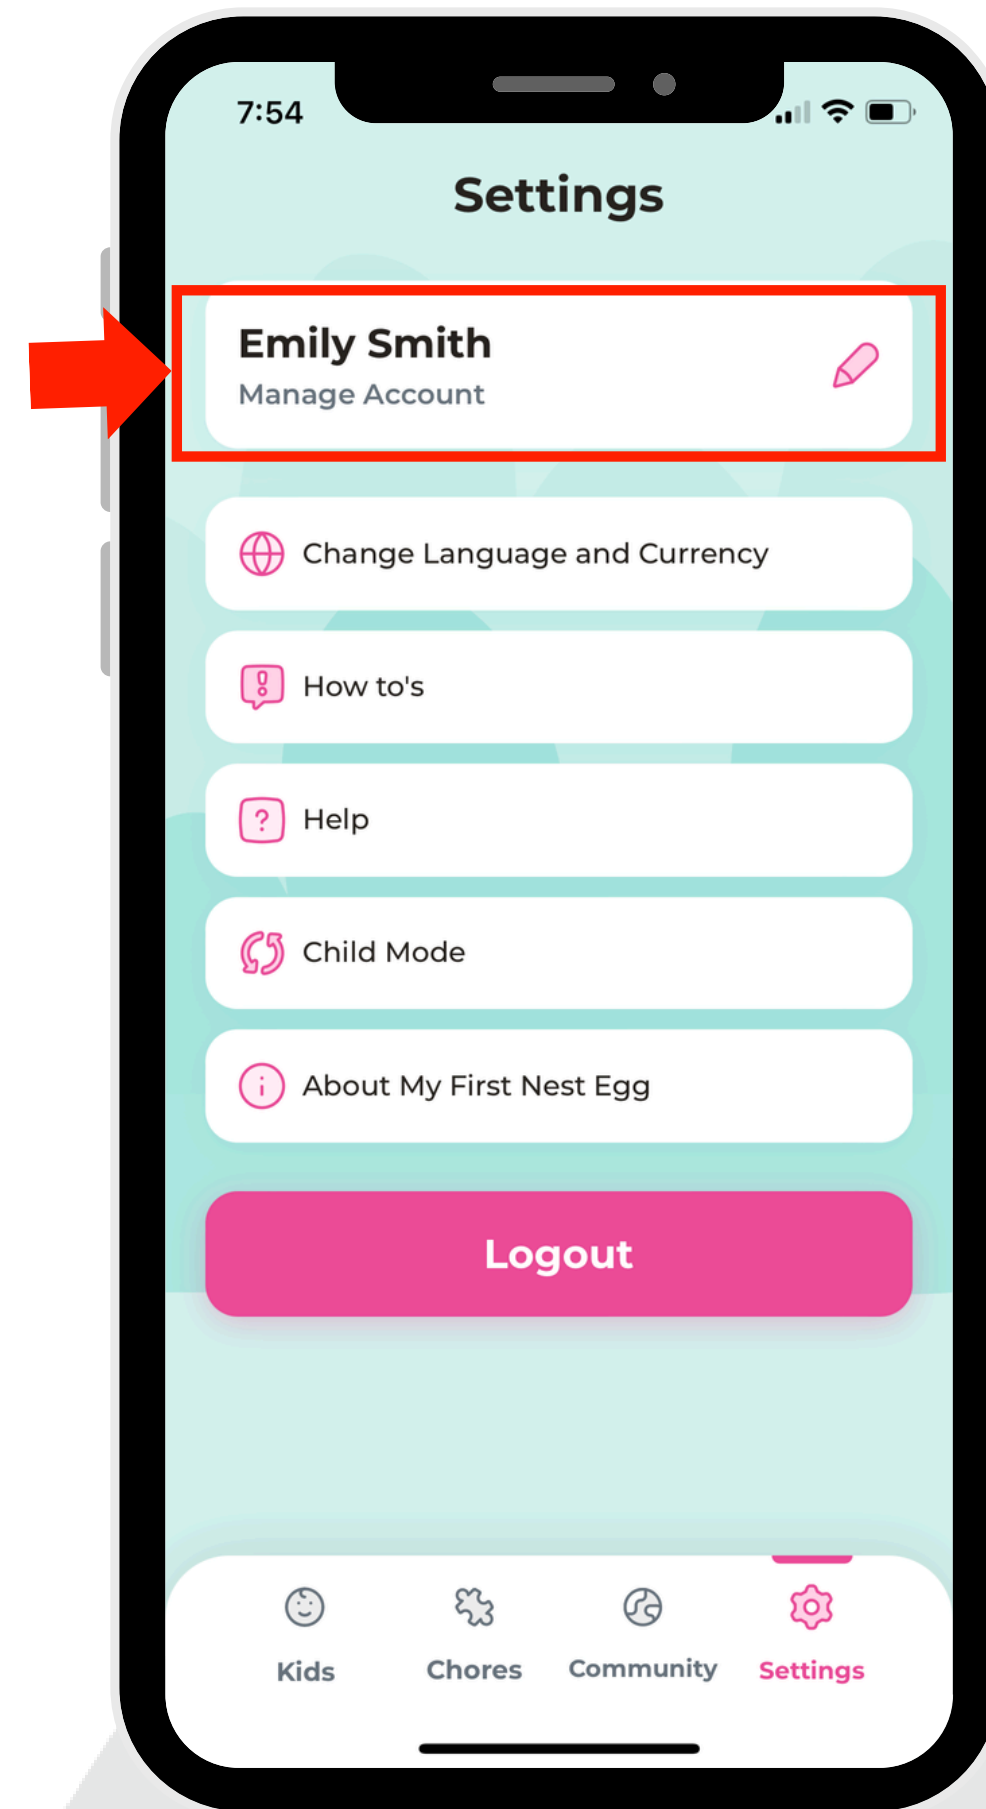 7:54
Settings
Emily Smith
Manage Account
Change Language and Currency
How to's
Help
Child Mode
About My First Nest Egg
Logout
Kids
Chores
Community
Settings